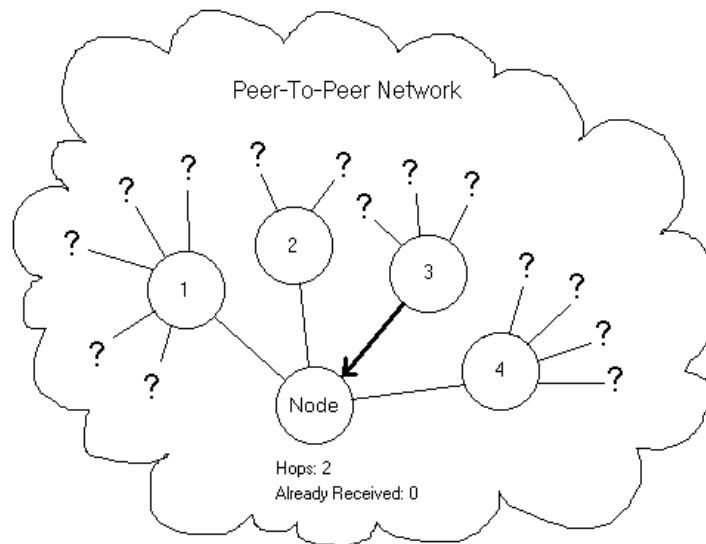 Peer-To-Peer Network
? ? ? ? ?
? ?
? ? ?
? ? ? ?
1
2
3
4
Node
Hops: 2
Already Received: 0